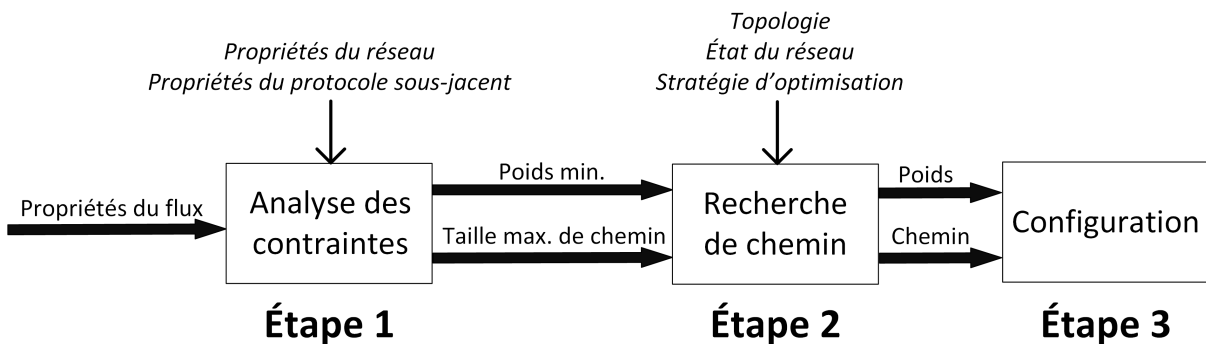 Topologie
État du réseau
Stratégie d'optimisation
Propriétés du réseau
Propriétés du protocole sous-jacent
Propriétés du flux
Analyse des
contraintes
Poids min.
Taille max. de chemin
Recherche
de chemin
Poids
Chemin
Configuration
Étape 1
Étape 2
Étape 3